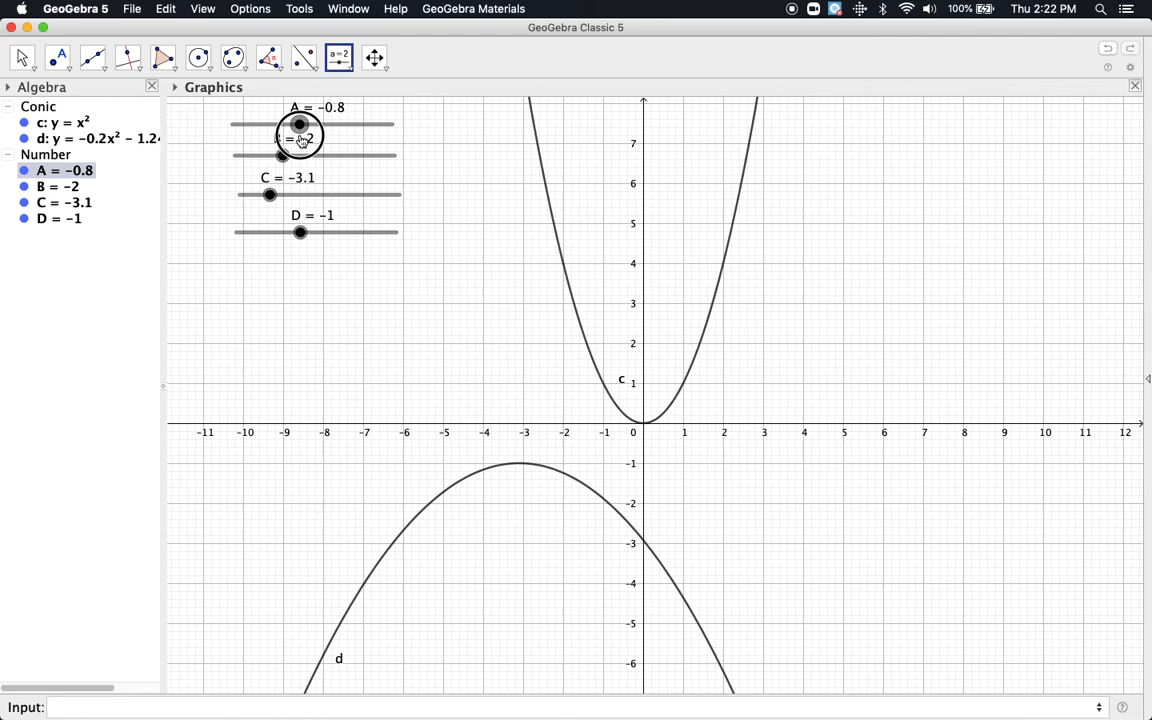 GeoGebra 5 File Edit View Options Tools Window Help GeoGebra Materials 100% Thu 2:22 PM
GeoGebra Classic 5
A a=2
Algebra
Graphics
Conic
c: y = x²
d: y = −0.2x² − 1.24
Number
A = −0.8
B = −2
C = −3.1
D = −1
A = −0.8
C = −3.1
D = −1
7
6
5
4
3
2
c 1
-11 -10 -9 -8 -7 -6 -5 -4 -3 -2 -1 0 1 2 3 4 5 6 7 8 9 10 11 12
-1
-2
-3
-4
-5
-6
d
Input: